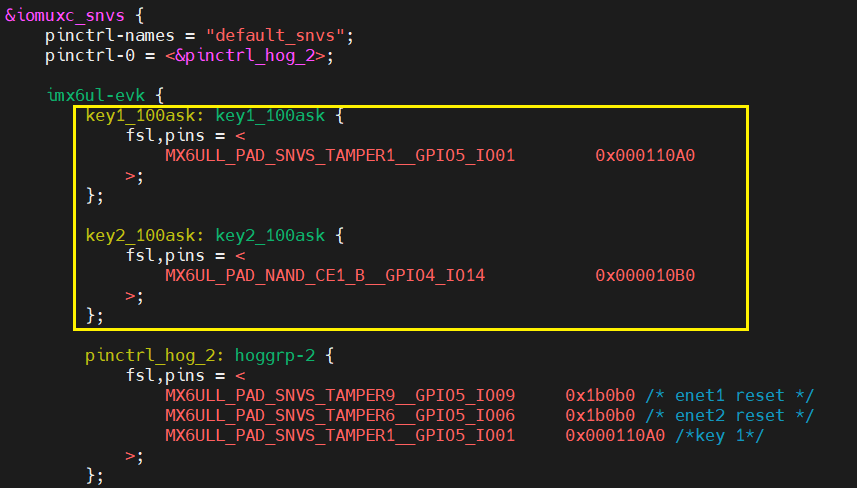 &iomuxc_snvs {
    pinctrl-names = "default_snvs";
    pinctrl-0 = <&pinctrl_hog_2>;

    imx6ul-evk {
        key1_100ask: key1_100ask {
            fsl,pins = <
                MX6ULL_PAD_SNVS_TAMPER1__GPIO5_IO01        0x000110A0
            >;
        };

        key2_100ask: key2_100ask {
            fsl,pins = <
                MX6UL_PAD_NAND_CE1_B__GPIO4_IO14           0x000010B0
            >;
        };

        pinctrl_hog_2: hoggrp-2 {
            fsl,pins = <
                MX6ULL_PAD_SNVS_TAMPER9__GPIO5_IO09     0x1b0b0 /* enet1 reset */
                MX6ULL_PAD_SNVS_TAMPER6__GPIO5_IO06     0x1b0b0 /* enet2 reset */
                MX6ULL_PAD_SNVS_TAMPER1__GPIO5_IO01     0x000110A0 /*key 1*/
            >;
        };